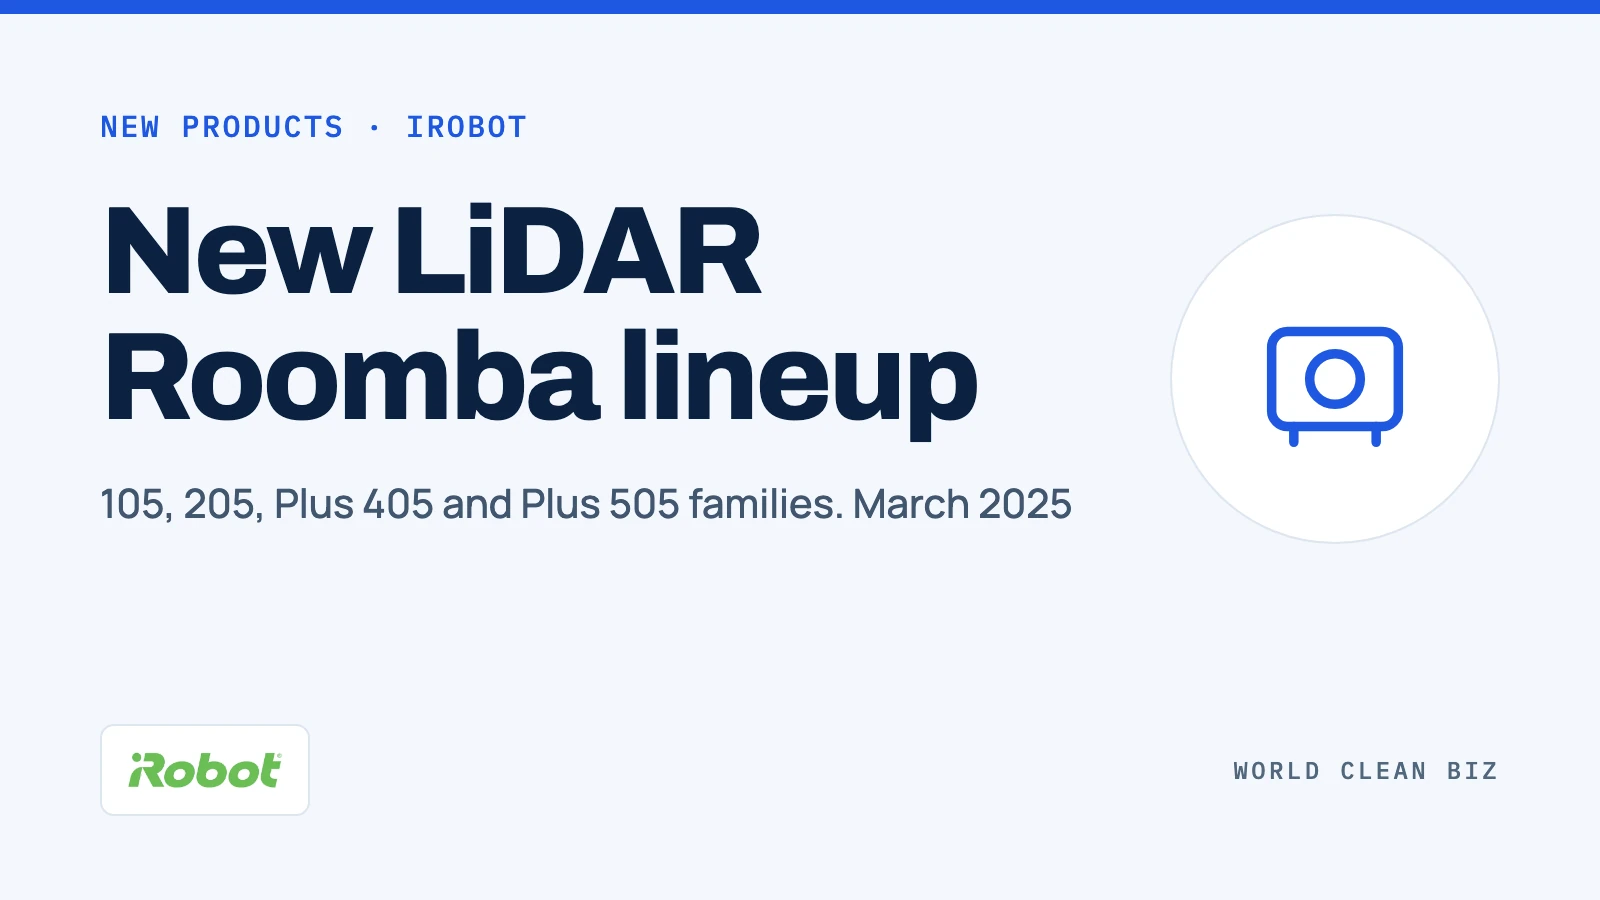 NEW PRODUCTS · IROBOT
New LiDAR
Roomba lineup
105, 205, Plus 405 and Plus 505 families. March 2025
iRobot®
WORLD CLEAN BIZ